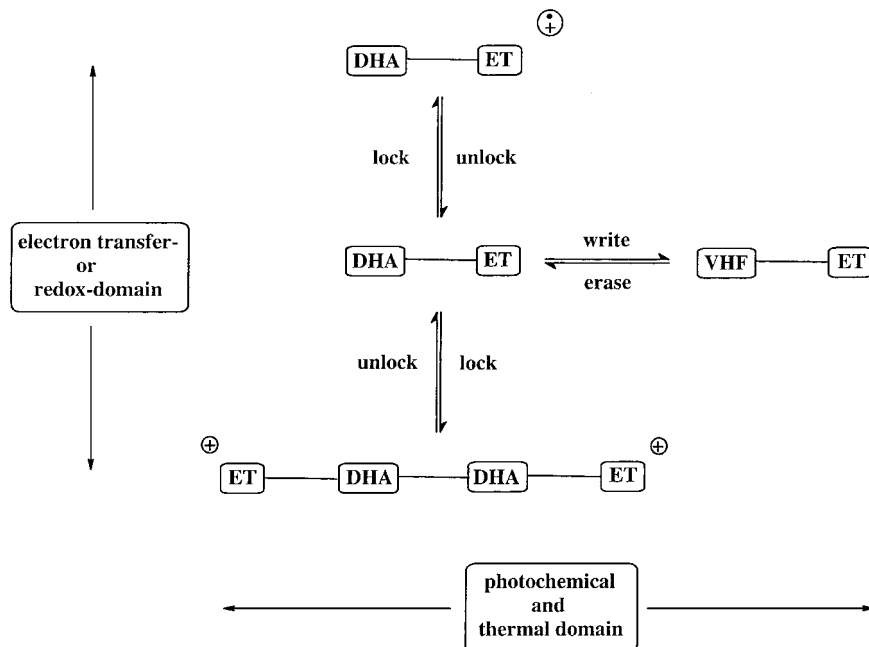 •
+
DHA ET
lock unlock
electron transfer-
or
redox-domain
DHA ET
write
erase
VHF ET
unlock lock
+ +
ET DHA DHA ET
photochemical
and
thermal domain